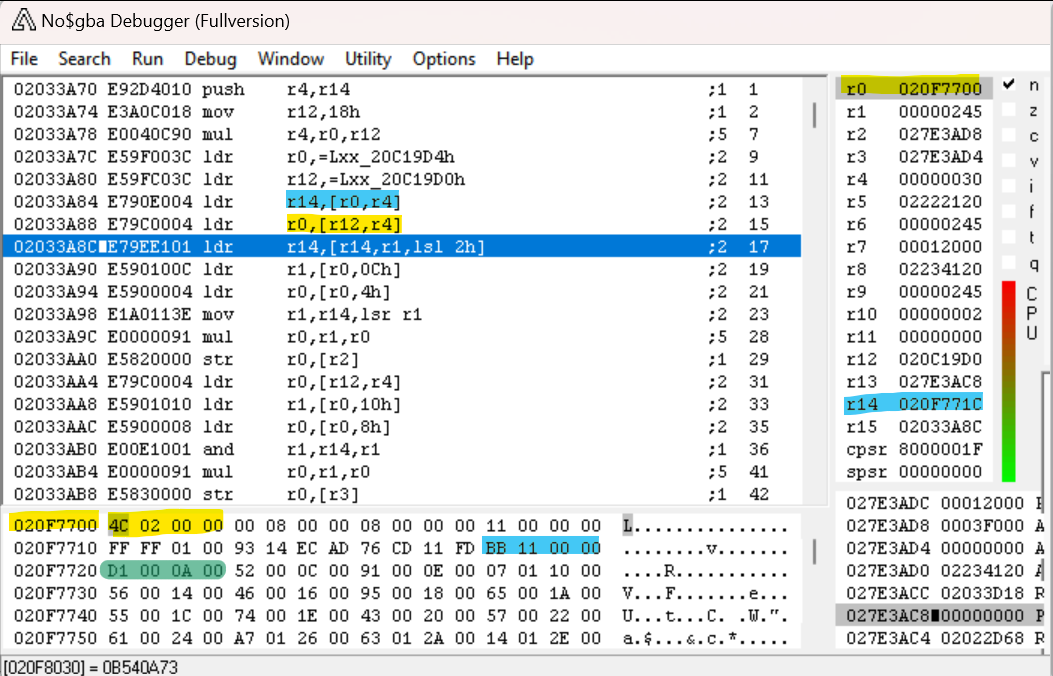 No$gba Debugger (Fullversion)
File Search Run Debug Window Utility Options Help
02033A70 E92D4010 push r4,r14 ;1 1
02033A74 E3A0C018 mov r12,18h ;1 2
02033A78 E0040C90 mul r4,r0,r12 ;5 7
02033A7C E59F003C ldr r0,=Lxx_20C19D4h ;2 9
02033A80 E59FC03C ldr r12,=Lxx_20C19D0h ;2 11
02033A84 E790E004 ldr r14,[r0,r4] ;2 13
02033A88 E79C0004 ldr r0,[r12,r4] ;2 15
02033A8C E79EE101 ldr r14,[r14,r1,lsl 2h] ;2 17
02033A90 E590100C ldr r1,[r0,0Ch] ;2 19
02033A94 E5900004 ldr r0,[r0,4h] ;2 21
02033A98 E1A0113E mov r1,r14,lsr r1 ;2 23
02033A9C E0000091 mul r0,r1,r0 ;5 28
02033AA0 E5820000 str r0,[r2] ;1 29
02033AA4 E79C0004 ldr r0,[r12,r4] ;2 31
02033AA8 E5901010 ldr r1,[r0,10h] ;2 33
02033AAC E5900008 ldr r0,[r0,8h] ;2 35
02033AB0 E00E1001 and r1,r14,r1 ;1 36
02033AB4 E0000091 mul r0,r1,r0 ;5 41
02033AB8 E5830000 str r0,[r3] ;1 42
r0 020F7700 n
r1 00000245 z
r2 027E3AD8 c
r3 027E3AD4 v
r4 00000030 i
r5 02222120 f
r6 00000245 t
r7 00012000 q
r8 02234120
r9 00000245 C
r10 00000002 P
r11 00000000 U
r12 020C19D0
r13 027E3AC8
r14 020F771C
r15 02033A8C
cpsr 8000001F
spsr 00000000
020F7700 4C 02 00 00 00 08 00 00 08 00 00 00 11 00 00 00 L...............
020F7710 FF FF 01 00 93 14 EC AD 76 CD 11 FD BB 11 00 00 ........v.......
020F7720 D1 00 0A 00 52 00 0C 00 91 00 0E 00 07 01 10 00 ....R...........
020F7730 56 00 14 00 46 00 16 00 95 00 18 00 65 00 1A 00 V...F.......e...
020F7740 55 00 1C 00 74 00 1E 00 43 00 20 00 57 00 22 00 U...t...C. .W.".
020F7750 61 00 24 00 A7 01 26 00 63 01 2A 00 14 01 2E 00 a.$...&.c.*.....
027E3ADC 00012000
027E3AD8 0003F000
027E3AD4 00000000
027E3AD0 02234120
027E3ACC 02033D18 R
027E3AC8 00000000
027E3AC4 02022D68 R
[020F8030] = 0B540A73